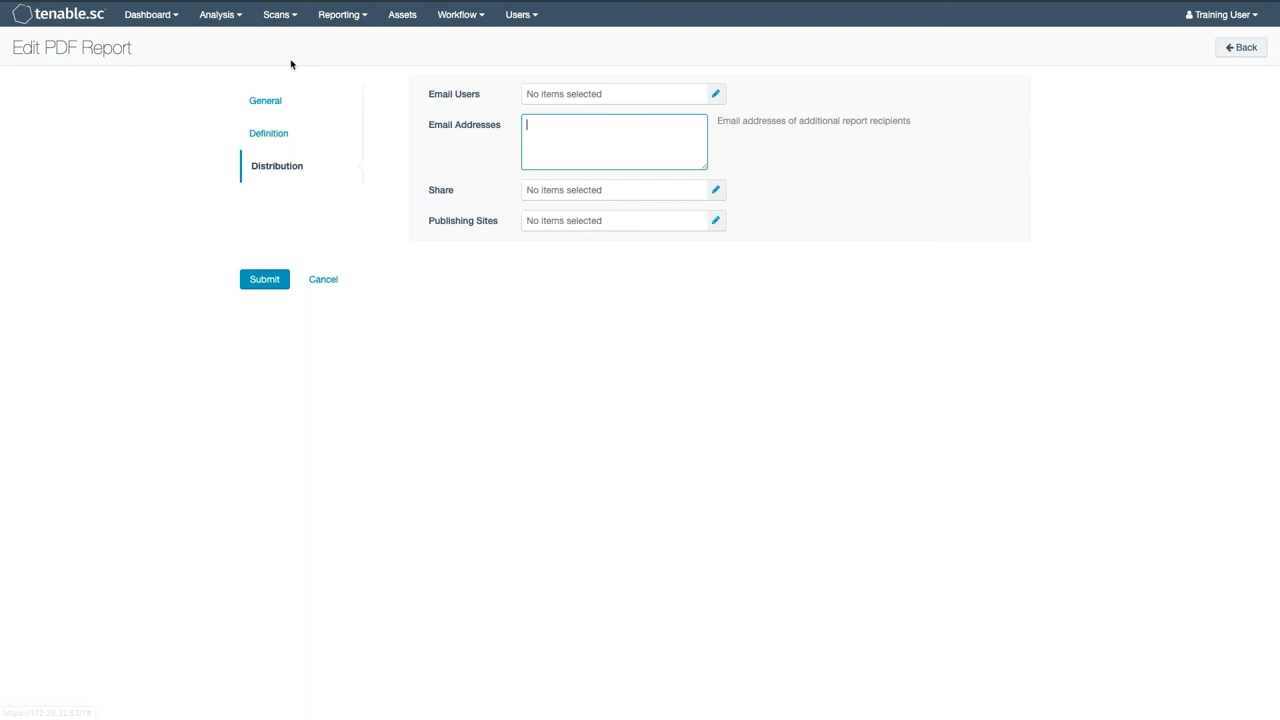 tenable.sc Dashboard Analysis Scans Reporting Assets Workflow Users Training User
Edit PDF Report
Back
General
Definition
Distribution
Email Users No items selected
Email Addresses Email addresses of additional report recipients
Share No items selected
Publishing Sites No items selected
Submit Cancel